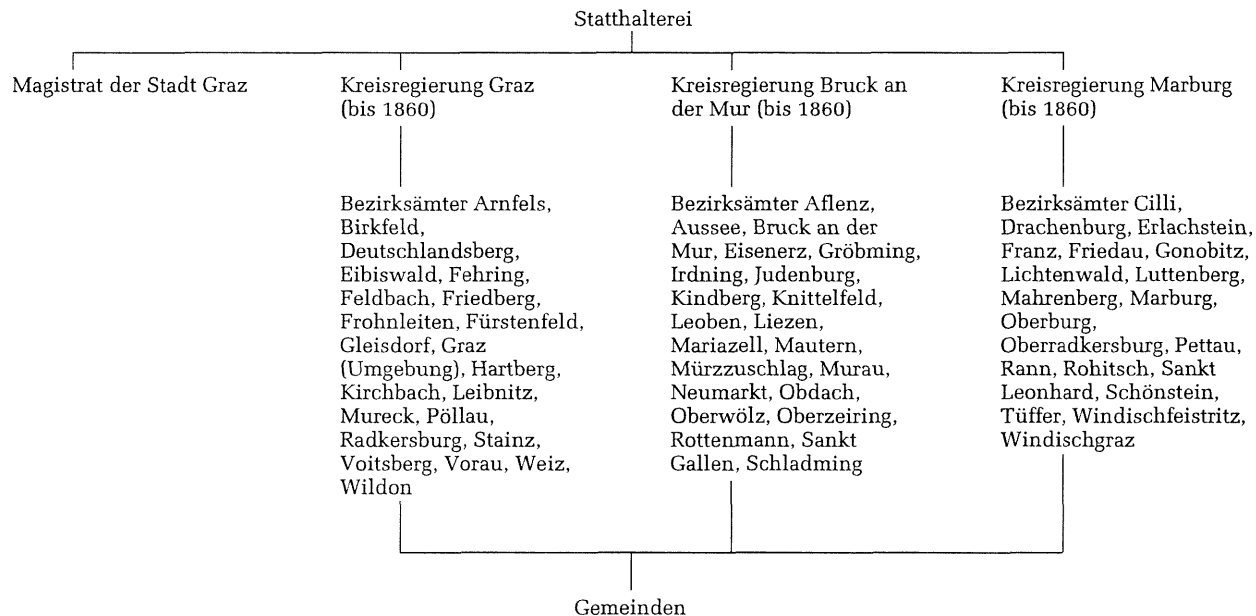 Statthalterei
Magistrat der Stadt Graz
Kreisregierung Graz
(bis 1860)
Kreisregierung Bruck an
der Mur (bis 1860)
Kreisregierung Marburg
(bis 1860)
Bezirksämter Arnfels,
Birkfeld,
Deutschlandsberg,
Eibiswald, Fehring,
Feldbach, Friedberg,
Frohnleiten, Fürstenfeld,
Gleisdorf, Graz
(Umgebung), Hartberg,
Kirchbach, Leibnitz,
Mureck, Pöllau,
Radkersburg, Stainz,
Voitsberg, Vorau, Weiz,
Wildon
Bezirksämter Aflenz,
Aussee, Bruck an der
Mur, Eisenerz, Gröbming,
Irdning, Judenburg,
Kindberg, Knittelfeld,
Leoben, Liezen,
Mariazell, Mautern,
Mürzzuschlag, Murau,
Neumarkt, Obdach,
Oberwölz, Oberzeiring,
Rottenmann, Sankt
Gallen, Schladming
Bezirksämter Cilli,
Drachenburg, Erlachstein,
Franz, Friedau, Gonobitz,
Lichtenwald, Luttenberg,
Mahrenberg, Marburg,
Oberburg,
Oberradkersburg, Pettau,
Rann, Rohitsch, Sankt
Leonhard, Schönstein,
Tüffer, Windischfeistritz,
Windischgraz
Gemeinden